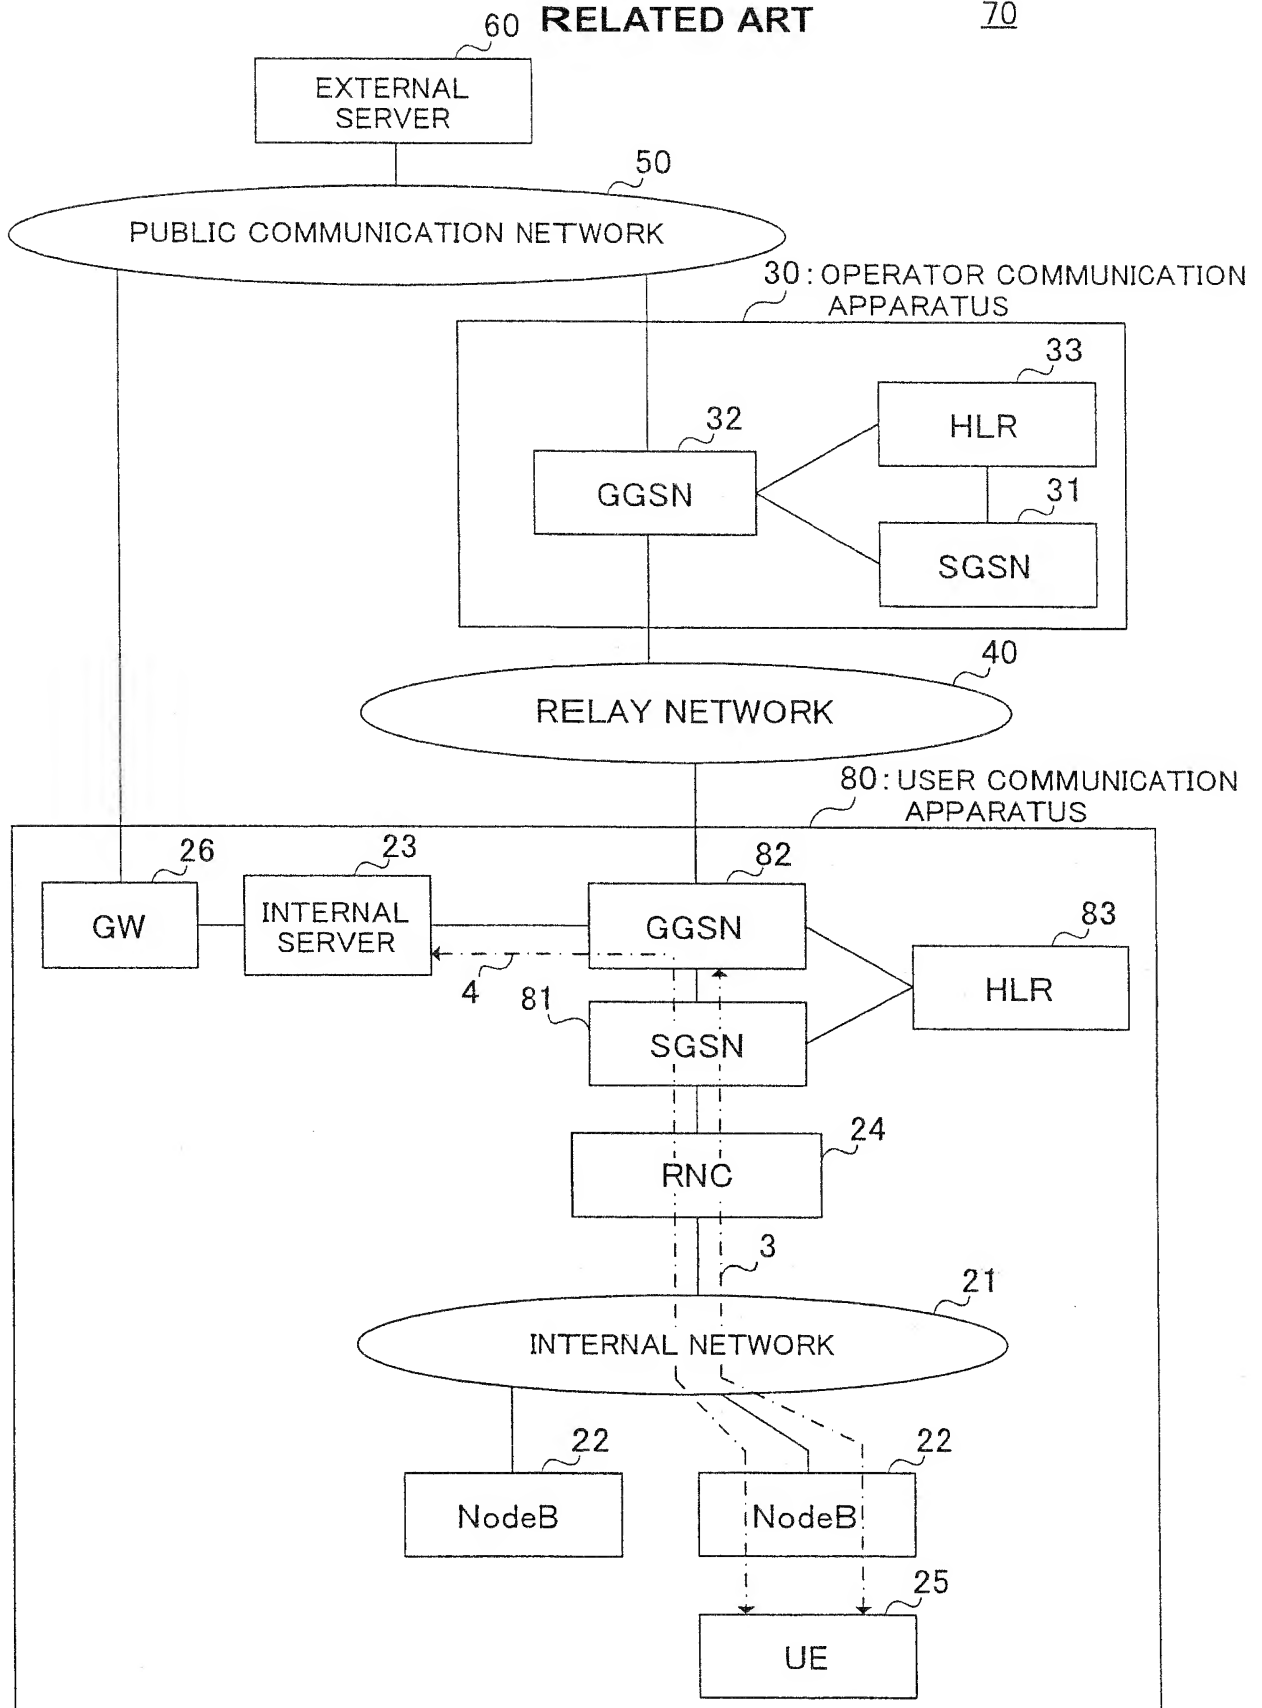 RELATED ART
70
60
EXTERNAL
SERVER
50
PUBLIC COMMUNICATION NETWORK
30: OPERATOR COMMUNICATION
APPARATUS
33
HLR
32
GGSN
31
SGSN
40
RELAY NETWORK
80: USER COMMUNICATION
APPARATUS
26
GW
23
INTERNAL
SERVER
82
GGSN
83
HLR
4
81
SGSN
24
RNC
3
21
INTERNAL NETWORK
22
NodeB
22
NodeB
25
UE